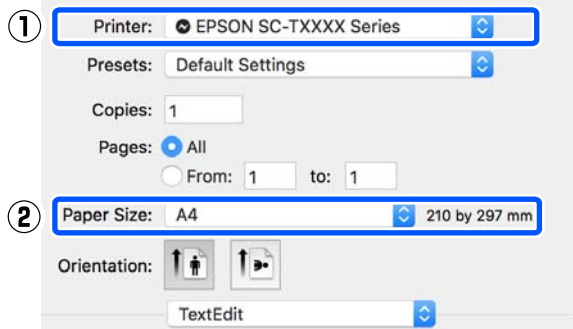 ① Printer: EPSON SC-TXXXX Series
Presets: Default Settings
Copies: 1
Pages: All
From: 1 to: 1
② Paper Size: A4 210 by 297 mm
Orientation:
TextEdit